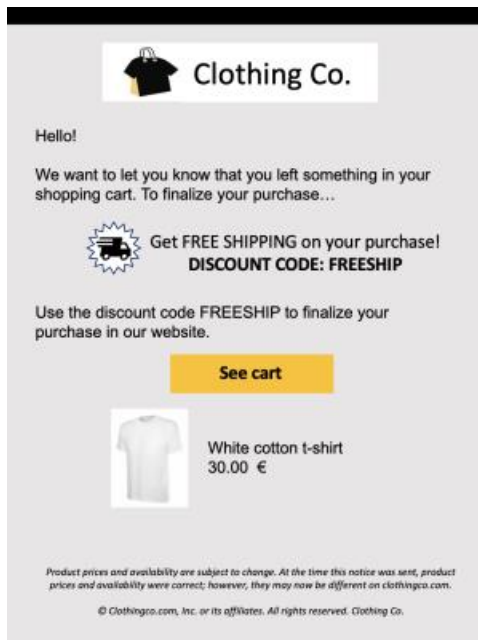 Clothing Co.
Hello!
We want to let you know that you left something in your
shopping cart. To finalize your purchase…
Get FREE SHIPPING on your purchase!
DISCOUNT CODE: FREESHIP
Use the discount code FREESHIP to finalize your
purchase in our website.
See cart
White cotton t-shirt
30.00 €
Product prices and availability are subject to change. At the time this notice was sent, product
prices and availability were correct; however, they may now be different on clothingco.com.
© Clothingco.com, Inc. or its affiliates. All rights reserved. Clothing Co.